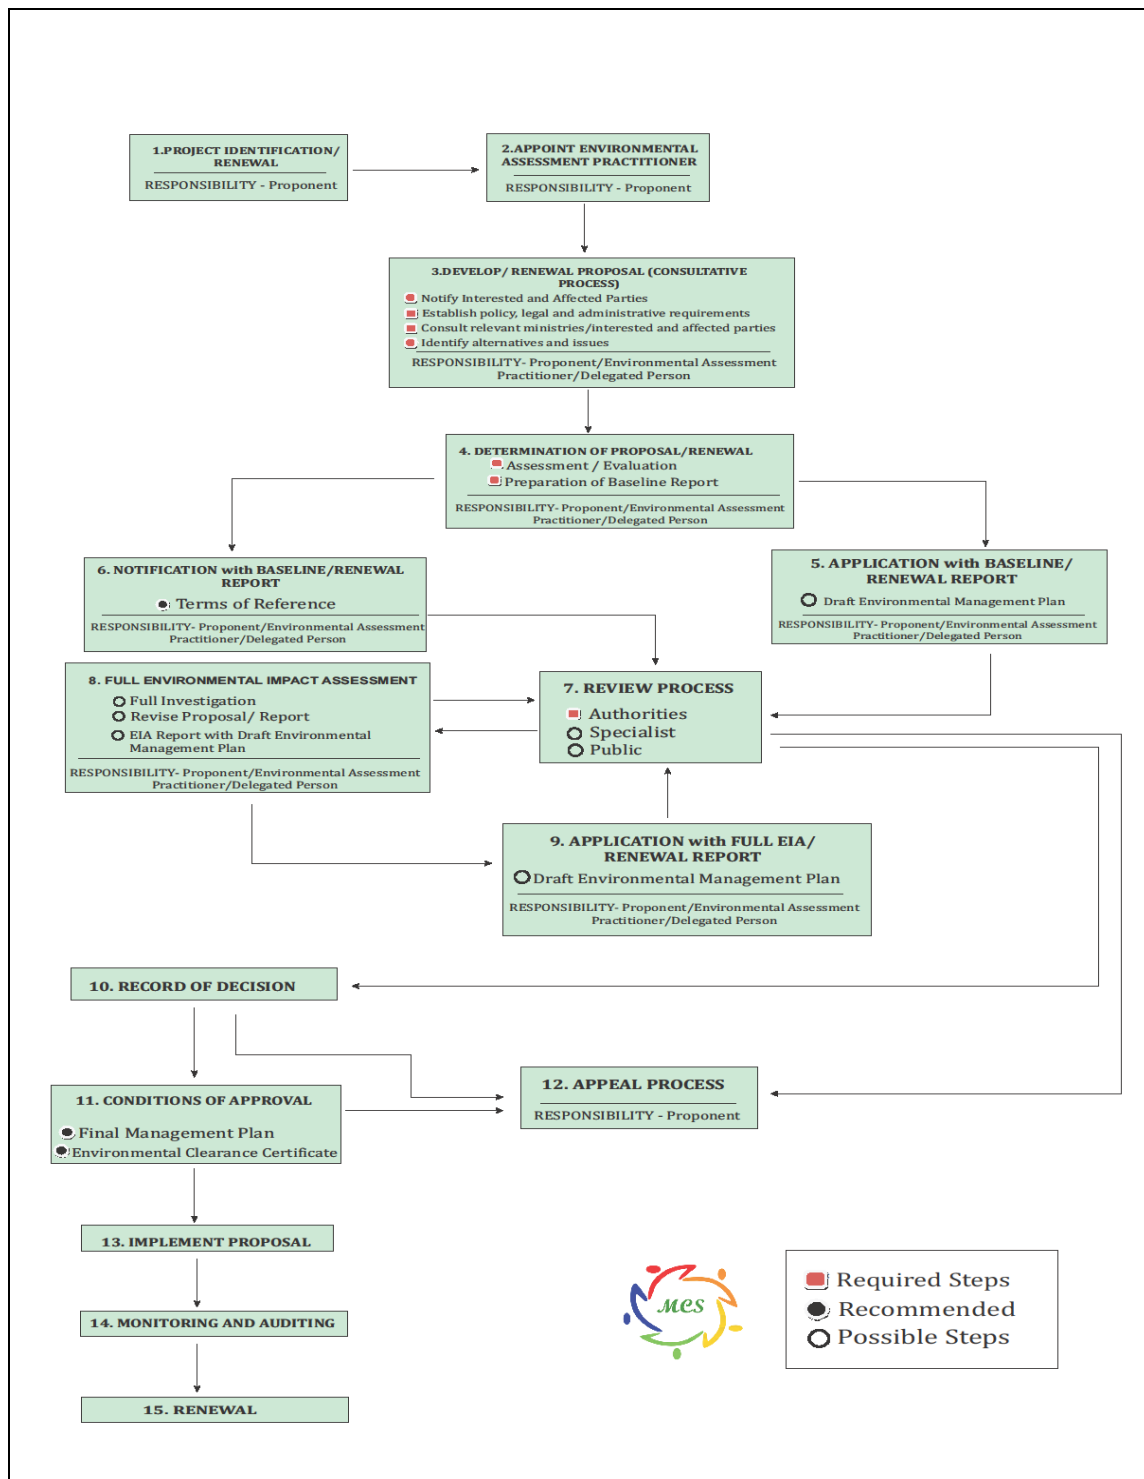 1.PROJECT IDENTIFICATION/
RENEWAL
RESPONSIBILITY - Proponent
2.APPOINT ENVIRONMENTAL
ASSESSMENT PRACTITIONER
RESPONSIBILITY - Proponent
3.DEVELOP/ RENEWAL PROPOSAL (CONSULTATIVE
PROCESS)
Notify Interested and Affected Parties
Establish policy, legal and administrative requirements
Consult relevant ministries/interested and affected parties
Identify alternatives and issues
RESPONSIBILITY- Proponent/Environmental Assessment
Practitioner/Delegated Person
4. DETERMINATION OF PROPOSAL/RENEWAL
Assessment / Evaluation
Preparation of Baseline Report
RESPONSIBILITY- Proponent/Environmental Assessment
Practitioner/Delegated Person
6. NOTIFICATION with BASELINE/RENEWAL
REPORT
Terms of Reference
RESPONSIBILITY- Proponent/Environmental Assessment
Practitioner/Delegated Person
5. APPLICATION with BASELINE/
RENEWAL REPORT
Draft Environmental Management Plan
RESPONSIBILITY- Proponent/Environmental Assessment
Practitioner/Delegated Person
8. FULL ENVIRONMENTAL IMPACT ASSESSMENT
Full Investigation
Revise Proposal/ Report
EIA Report with Draft Environmental
Management Plan
RESPONSIBILITY- Proponent/Environmental Assessment
Practitioner/Delegated Person
7. REVIEW PROCESS
Authorities
Specialist
Public
9. APPLICATION with FULL EIA/
RENEWAL REPORT
Draft Environmental Management Plan
RESPONSIBILITY- Proponent/Environmental Assessment
Practitioner/Delegated Person
10. RECORD OF DECISION
11. CONDITIONS OF APPROVAL
Final Management Plan
Environmental Clearance Certificate
12. APPEAL PROCESS
RESPONSIBILITY - Proponent
13. IMPLEMENT PROPOSAL
14. MONITORING AND AUDITING
15. RENEWAL
MCS
Required Steps
Recommended
Possible Steps